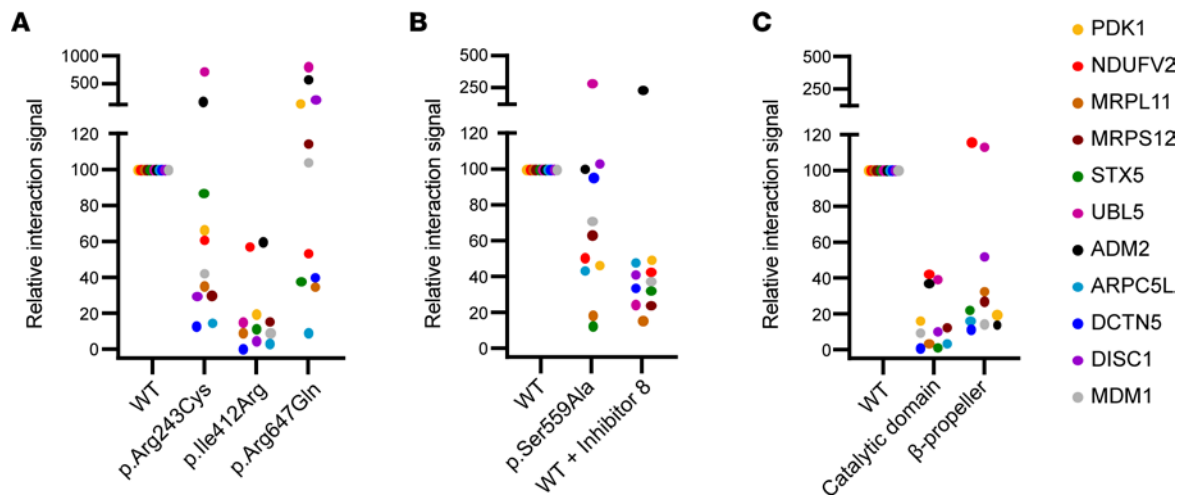 A
Relative interaction signal
1000
500
120
100
80
60
40
20
0
WT
p.Arg243Cys
p.Ile412Arg
p.Arg647Gln
B
Relative interaction signal
500
250
120
100
80
60
40
20
0
WT
p.Ser559Ala
WT + Inhibitor 8
C
Relative interaction signal
500
250
120
100
80
60
40
20
0
WT
Catalytic domain
β-propeller
PDK1
NDUFV2
MRPL11
MRPS12
STX5
UBL5
ADM2
ARPC5L
DCTN5
DISC1
MDM1